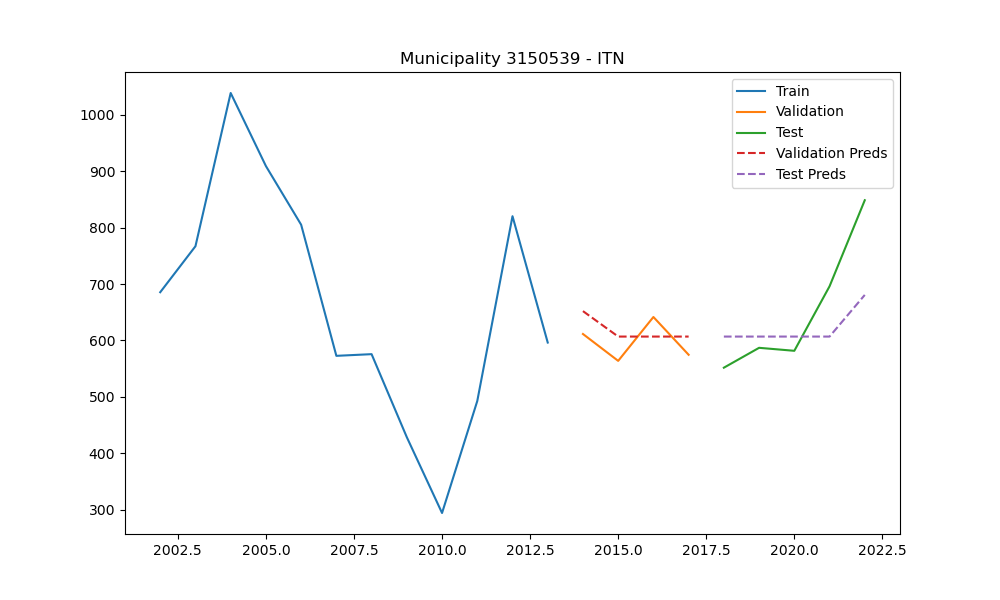 Municipality 3150539 - ITN
Train
Validation
Test
Validation Preds
Test Preds
1000
900
800
700
600
500
400
300
2002.5 2005.0 2007.5 2010.0 2012.5 2015.0 2017.5 2020.0 2022.5